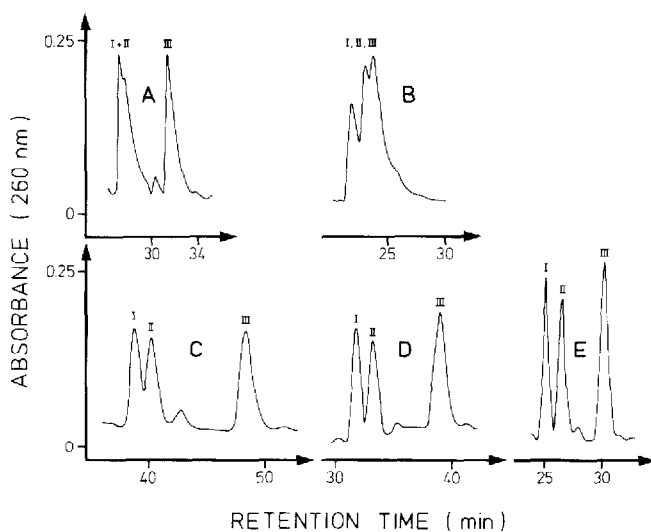 0.25
I + II
III
A
0
30
34
I, II, III
B
25
30
ABSORBANCE ( 260 nm )
0.25
I
II
III
C
0
40
50
I
II
III
D
30
40
I
II
III
E
25
30
RETENTION TIME ( min )